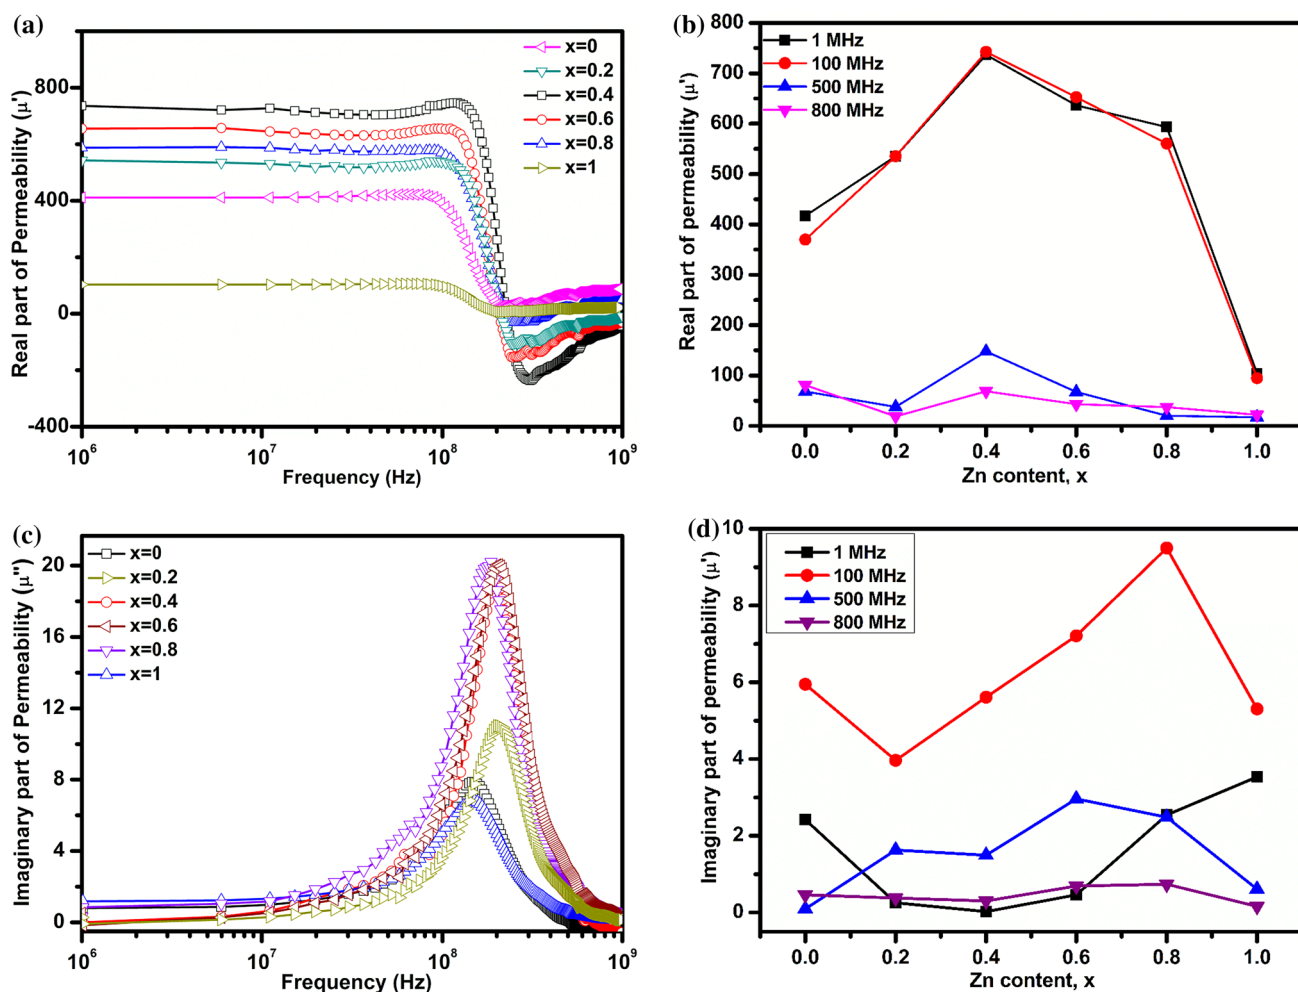 (a)
Real part of Permeability (μ')
800
400
0
-400
x=0
x=0.2
x=0.4
x=0.6
x=0.8
x=1
10^6
10^7
10^8
10^9
Frequency (Hz)
(b)
Real part of permeability (μ')
800
700
600
500
400
300
200
100
0
1 MHz
100 MHz
500 MHz
800 MHz
0.0
0.2
0.4
0.6
0.8
1.0
Zn content, x
(c)
Imaginary part of Permeability (μ")
20
16
12
8
4
0
x=0
x=0.2
x=0.4
x=0.6
x=0.8
x=1
10^6
10^7
10^8
10^9
Frequency (Hz)
(d)
Imaginary part of permeability (μ')
10
8
6
4
2
0
1 MHz
100 MHz
500 MHz
800 MHz
0.0
0.2
0.4
0.6
0.8
1.0
Zn content, x